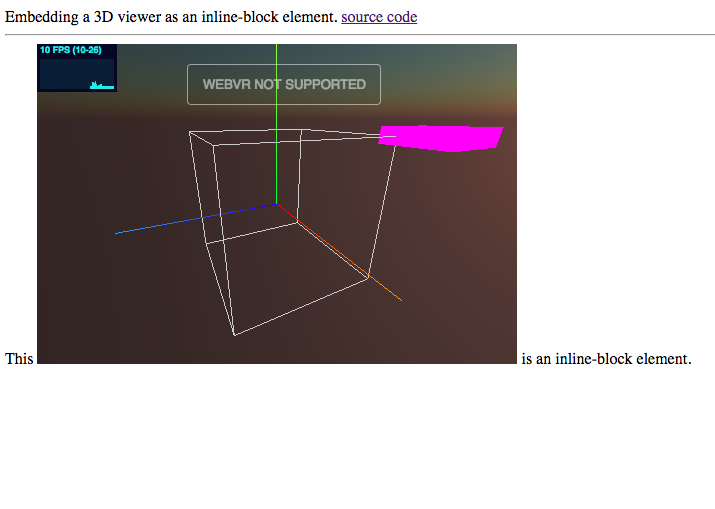 Embedding a 3D viewer as an inline-block element. source code
10 FPS (10-26)
WEBVR NOT SUPPORTED
This is an inline-block element.